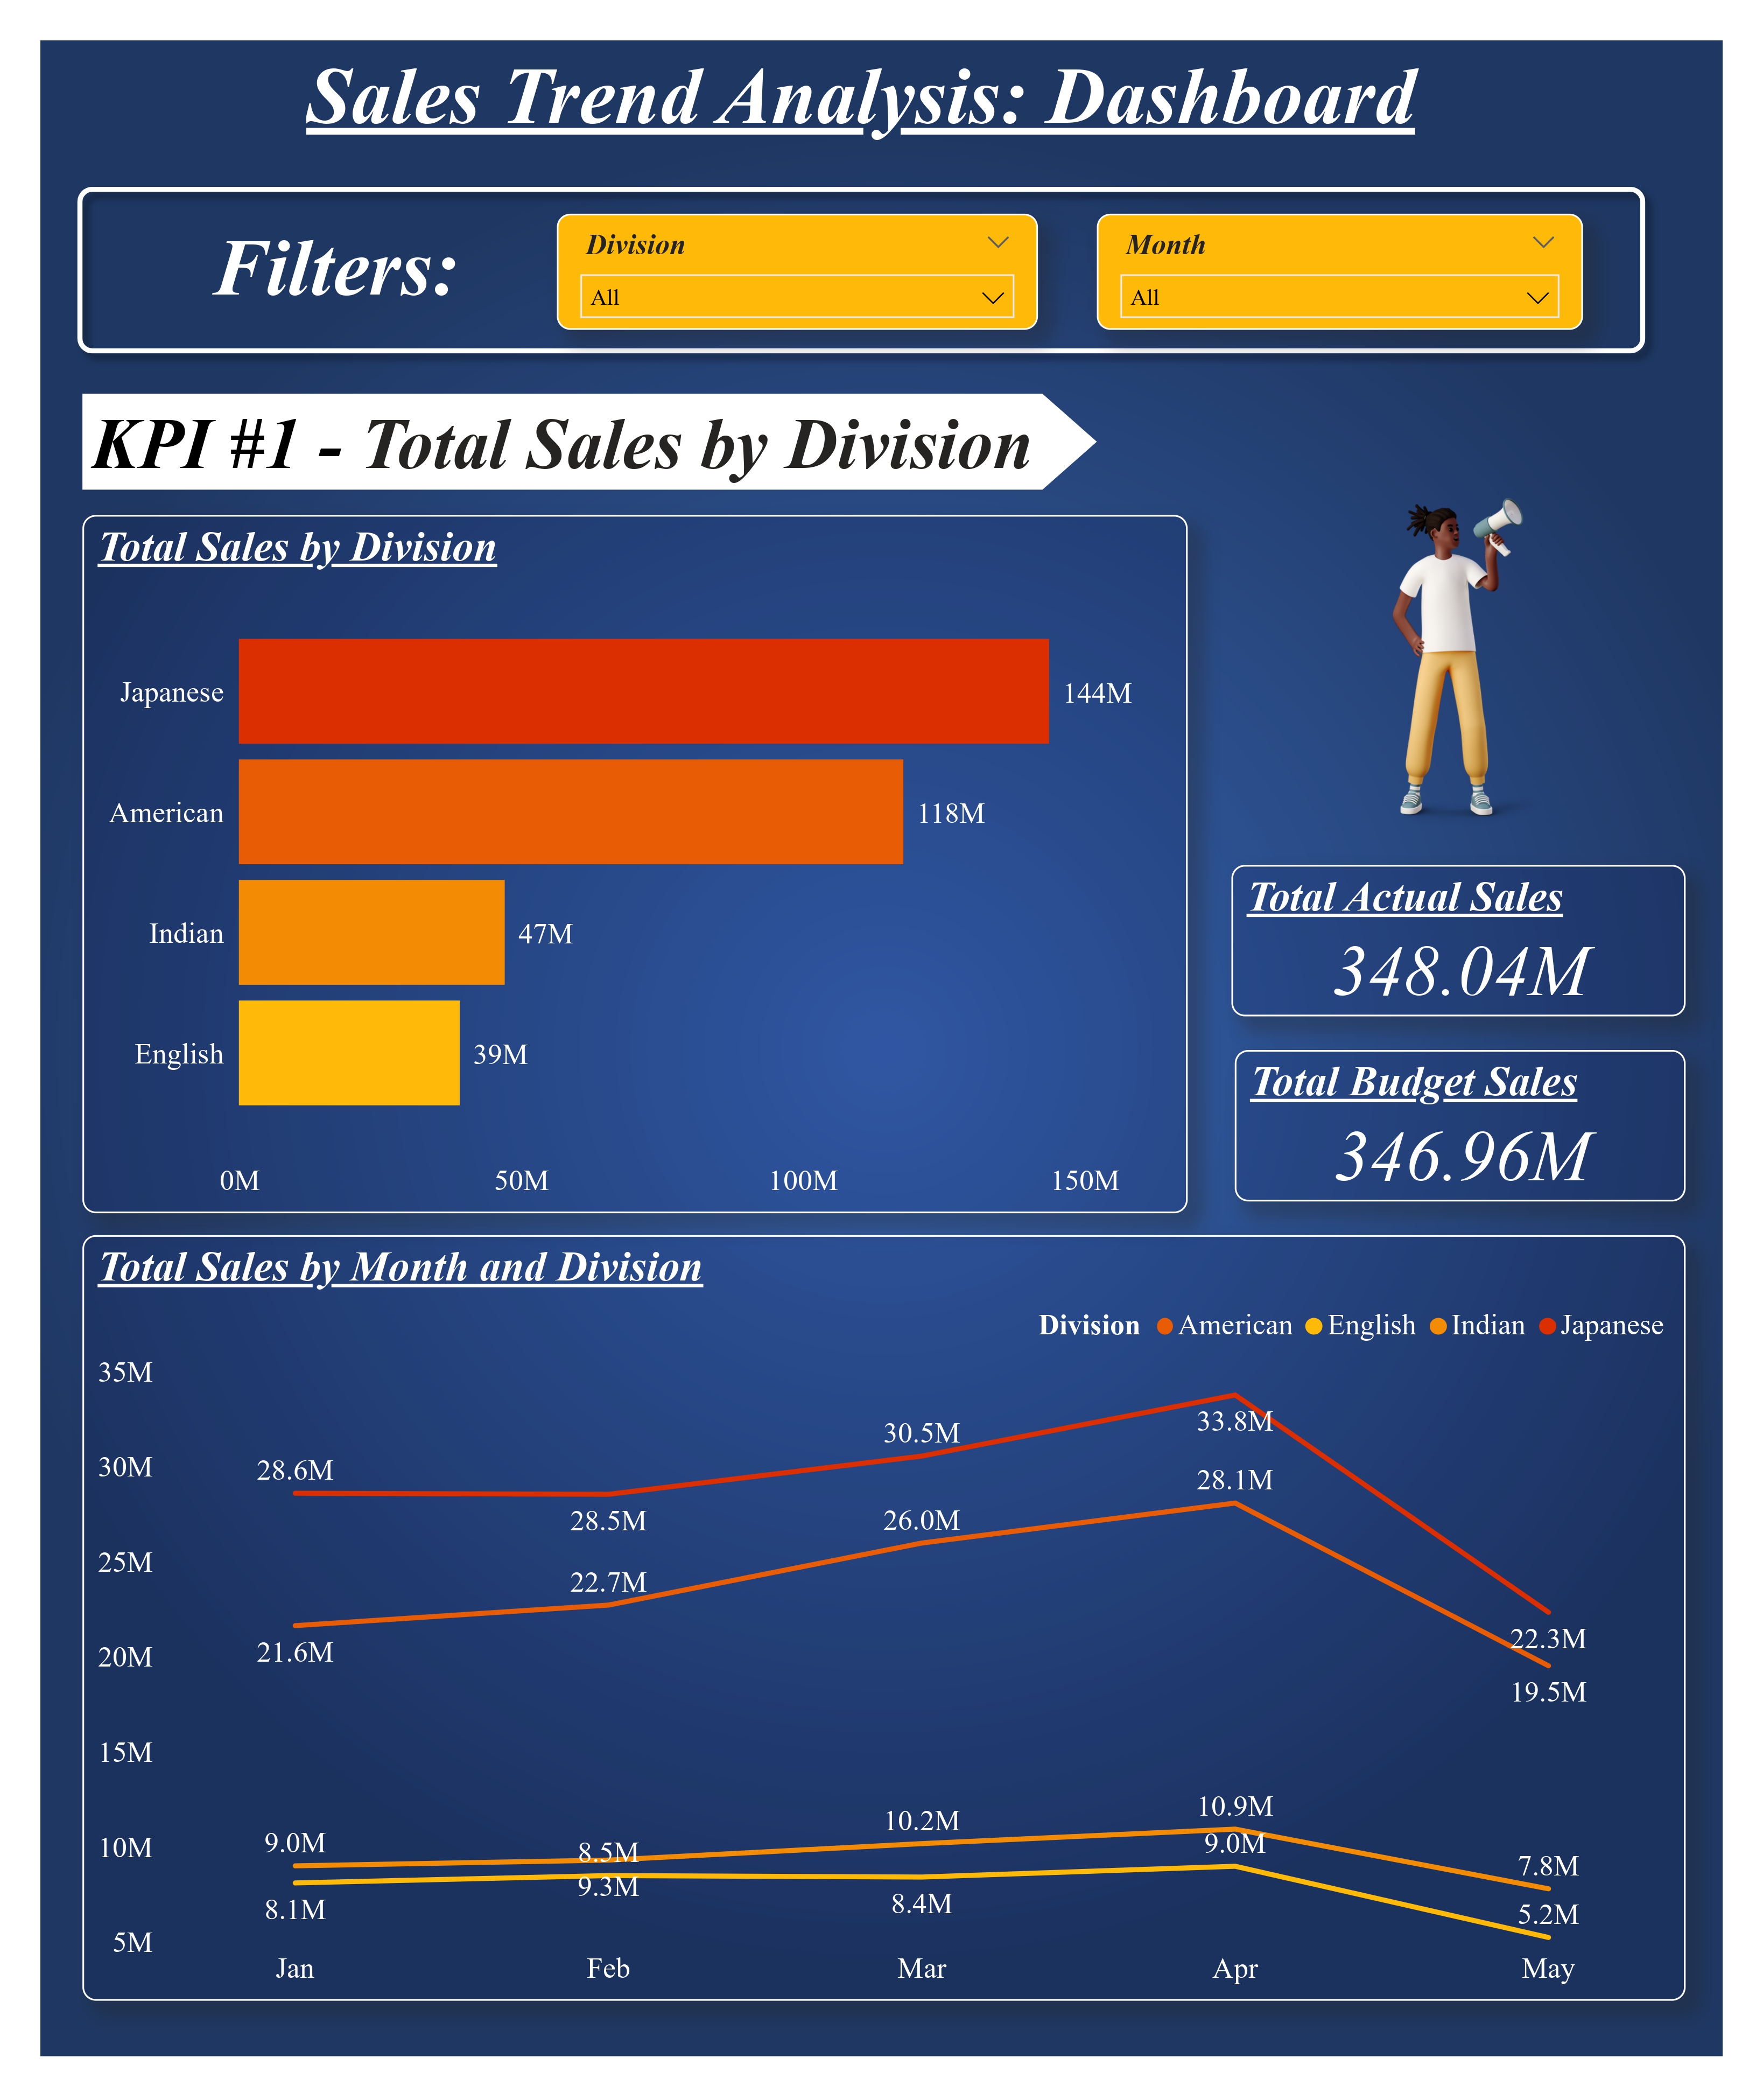 Sales Trend Analysis: Dashboard
Filters:
Division
All
Month
All
KPI #1 - Total Sales by Division
Total Sales by Division
Japanese
144M
American
118M
Indian
47M
English
39M
0M 50M 100M 150M
Total Actual Sales
348.04M
Total Budget Sales
346.96M
Total Sales by Month and Division
Division American English Indian Japanese
35M
30M
25M
20M
15M
10M
5M
28.6M
28.5M
30.5M
33.8M
22.3M
21.6M
22.7M
26.0M
28.1M
19.5M
9.0M
8.5M
10.2M
10.9M
7.8M
8.1M
9.3M
8.4M
9.0M
5.2M
Jan Feb Mar Apr May